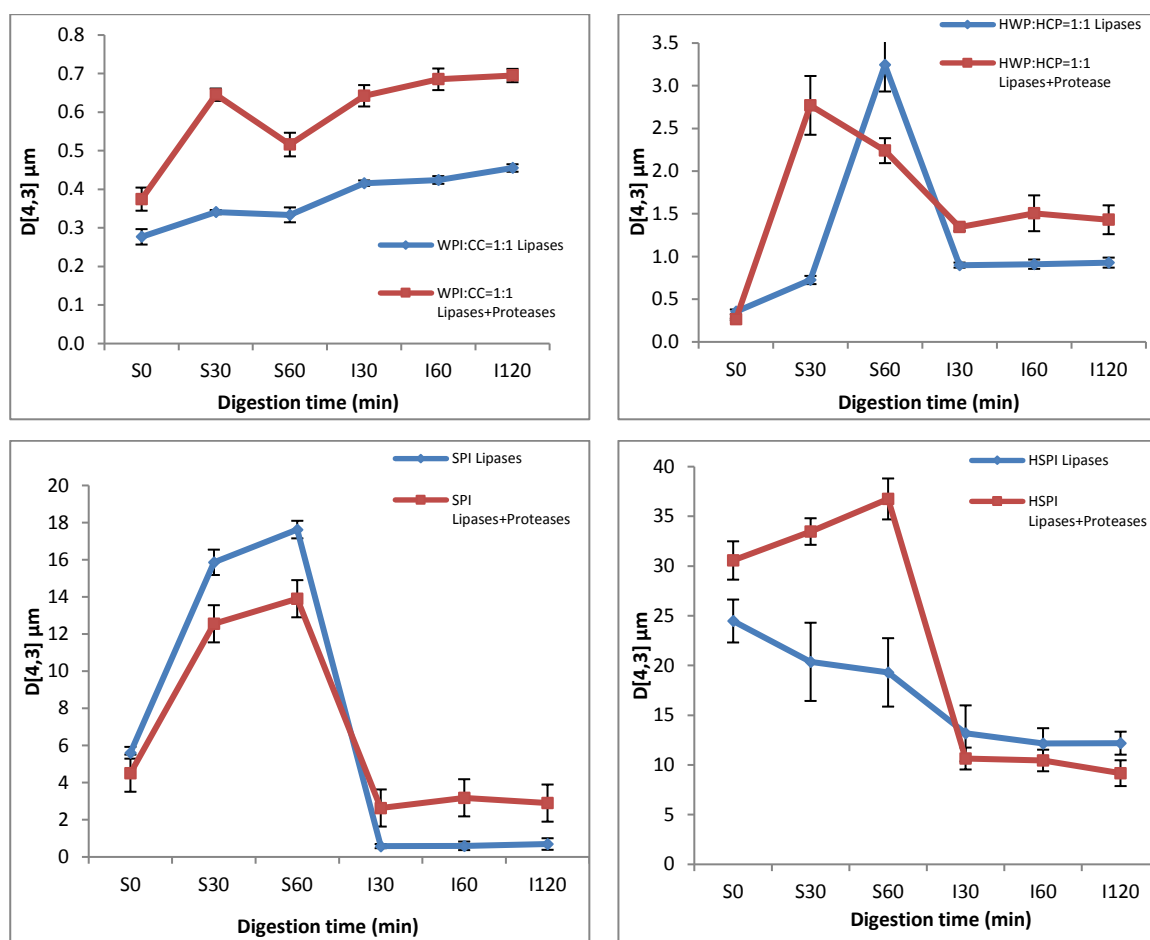 0.8
0.7
0.6
0.5
0.4
0.3
0.2
0.1
0.0
D[4,3] µm
S0 S30 S60 I30 I60 I120
Digestion time (min)
WPI:CC=1:1 Lipases
WPI:CC=1:1
Lipases+Proteases
HWP:HCP=1:1 Lipases
HWP:HCP=1:1
Lipases+Protease
3.5
3.0
2.5
2.0
1.5
1.0
0.5
0.0
D[4,3] µm
S0 S30 S60 I30 I60 I120
Digestion time (min)
SPI Lipases
SPI
Lipases+Proteases
20
18
16
14
12
10
8
6
4
2
0
D[4,3] µm
S0 S30 S60 I30 I60 I120
Digestion time (min)
HSPI Lipases
HSPI
Lipases+Proteases
40
35
30
25
20
15
10
5
0
D[4,3] µm
S0 S30 S60 I30 I60 I120
Digestion time (min)